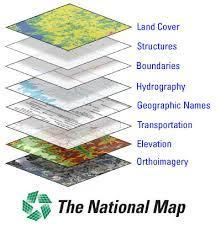 Land Cover
Structures
Boundaries
Hydrography
Geographic Names
Transportation
Elevation
Orthoimagery
The National Map